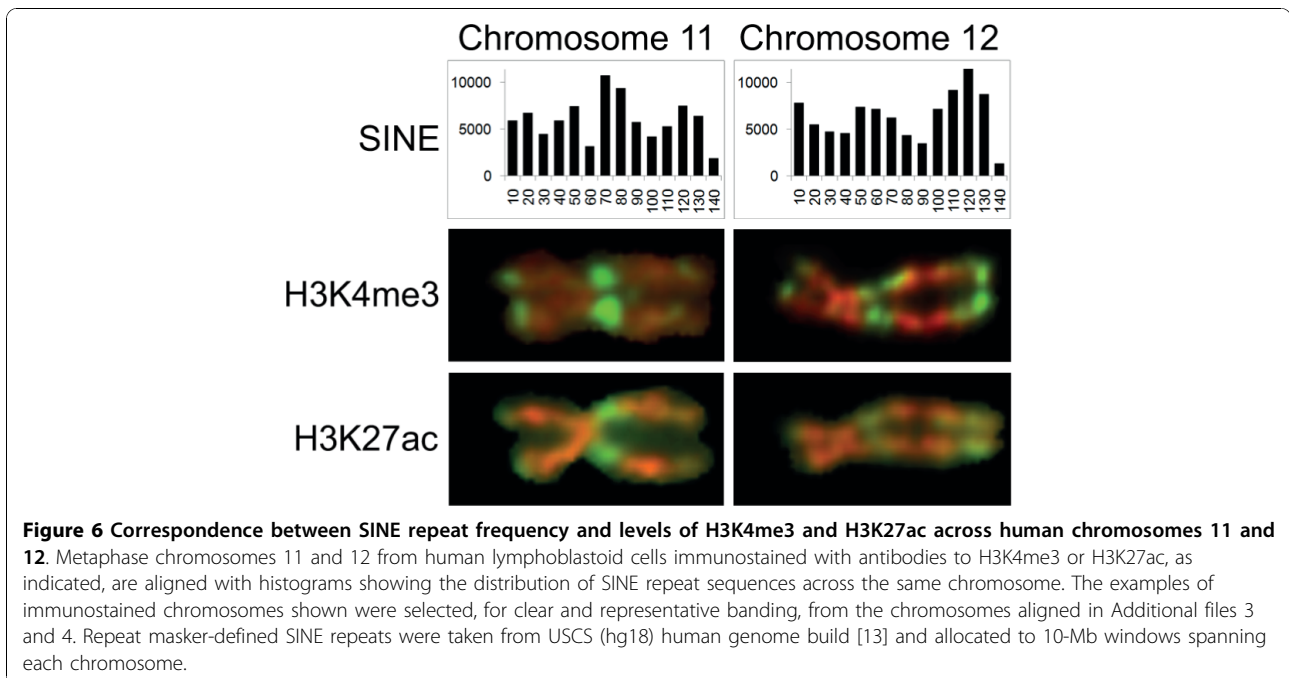 Chromosome 11 Chromosome 12
SINE
10000
5000
0
10 20 30 40 50 60 70 80 90 100 110 120 130 140
10000
5000
0
10 20 30 40 50 60 70 80 90 100 110 120 130 140
H3K4me3
H3K27ac
Figure 6 Correspondence between SINE repeat frequency and levels of H3K4me3 and H3K27ac across human chromosomes 11 and
12. Metaphase chromosomes 11 and 12 from human lymphoblastoid cells immunostained with antibodies to H3K4me3 or H3K27ac, as
indicated, are aligned with histograms showing the distribution of SINE repeat sequences across the same chromosome. The examples of
immunostained chromosomes shown were selected, for clear and representative banding, from the chromosomes aligned in Additional files 3
and 4. Repeat masker-defined SINE repeats were taken from USCS (hg18) human genome build [13] and allocated to 10-Mb windows spanning
each chromosome.